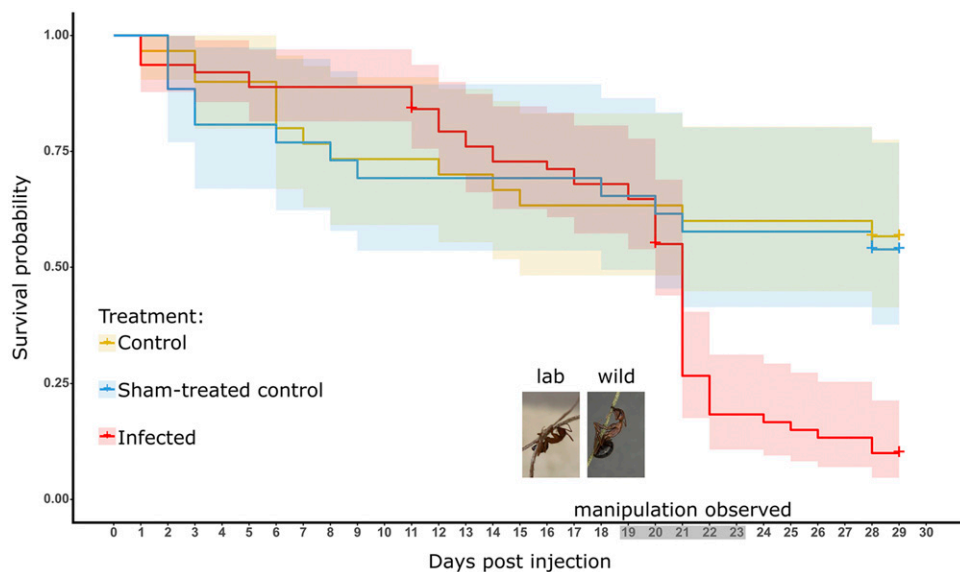 1.00
0.75
0.50
0.25
0.00
Survival probability
Treatment:
Control
Sham-treated control
Infected
lab wild
manipulation observed
0 1 2 3 4 5 6 7 8 9 10 11 12 13 14 15 16 17 18 19 20 21 22 23 24 25 26 27 28 29 30
Days post injection